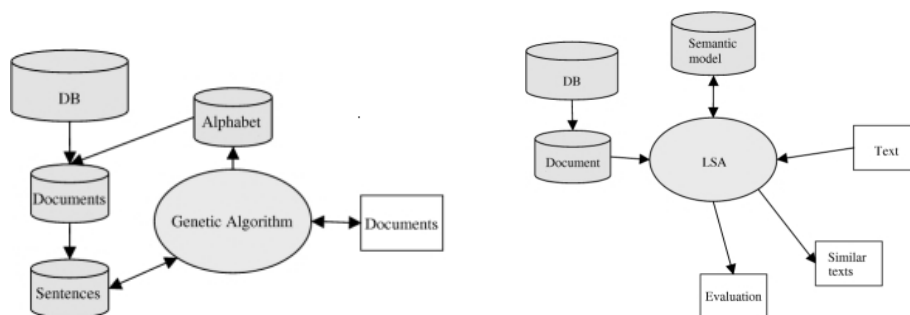 DB
Alphabet
Documents
Genetic Algorithm
Documents
Sentences
Semantic
model
DB
Document
LSA
Text
Similar
texts
Evaluation